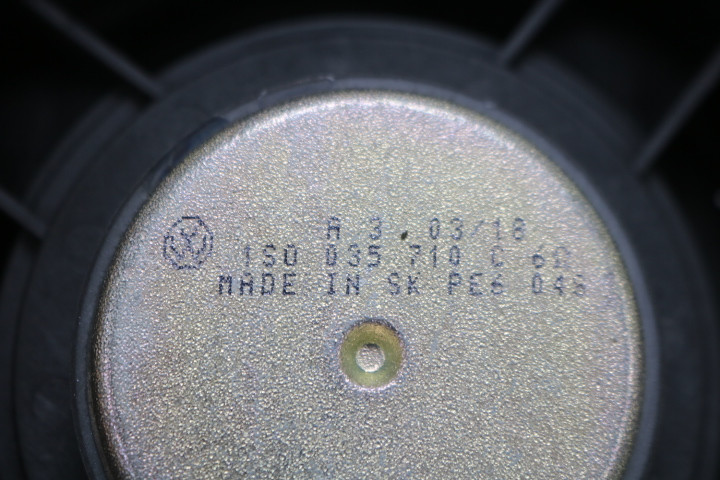 A 3 03/18
1S0 035 710 C 6Ω
MADE IN SK PE6 046